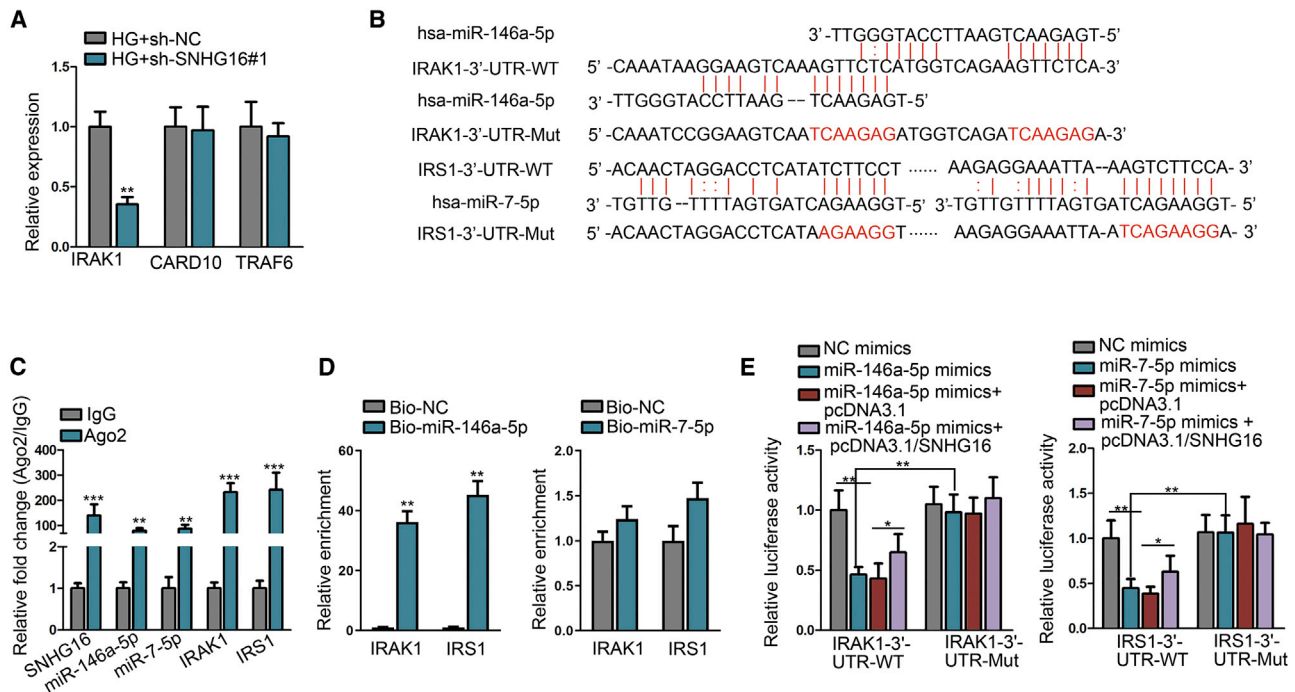 A
HG+sh-NC
HG+sh-SNHG16#1
Relative expression
1.5
1.0
0.5
0.0
**
IRAK1 CARD10 TRAF6
B
hsa-miR-146a-5p 3'-TTGGGTACCTTAAGTCAAGAGT-5'
IRAK1-3'-UTR-WT 5' -CAAATAAGGAAGTCAAAGTTCTCATGGTCAGAAGTTCTCA-3'
hsa-miR-146a-5p 3' -TTGGGTACCTTAAG--TCAAGAGT-5'
IRAK1-3'-UTR-Mut 5' -CAAATCCGGAAGTCAATCAAGAGATGGTCAGATCAAGAGA-3'
IRS1-3'-UTR-WT 5' -ACAACTAGGACCTCATATCTTCCT ...... AAGAGGAAATTA--AAGTCTTCCA- 3'
hsa-miR-7-5p 3'-TGTTG--TTTTAGTGATCAGAAGGT-5' 3' -TGTTGTTTTAGTGATCAGAAGGT- 5'
IRS1-3'-UTR-Mut 5' -ACAACTAGGACCTCATAAGAAGGT...... AAGAGGAAATTA-ATCAGAAGGA- 3'
C
IgG
Ago2
Relative fold change (Ago2/IgG)
400
300
200
100
2
1
0
*** ** ** *** ***
SNHG16 miR-146a-5p miR-7-5p IRAK1 IRS1
D
Bio-NC
Bio-miR-146a-5p
Relative enrichment
60
40
20
0
** **
IRAK1 IRS1
Bio-NC
Bio-miR-7-5p
Relative enrichment
2.0
1.5
1.0
0.5
0.0
IRAK1 IRS1
E
NC mimics
miR-146a-5p mimics
miR-146a-5p mimics+
pcDNA3.1
miR-146a-5p mimics+
pcDNA3.1/SNHG16
Relative luciferase activity
1.5
1.0
0.5
0.0
** ** *
IRAK1-3'- IRAK1-3'-
UTR-WT UTR-Mut
NC mimics
miR-7-5p mimics
miR-7-5p mimics+
pcDNA3.1
miR-7-5p mimics +
pcDNA3.1/SNHG16
Relative luciferase activity
2.0
1.5
1.0
0.5
0.0
** ** *
IRS1-3'- IRS1-3'-
UTR-WT UTR-Mut